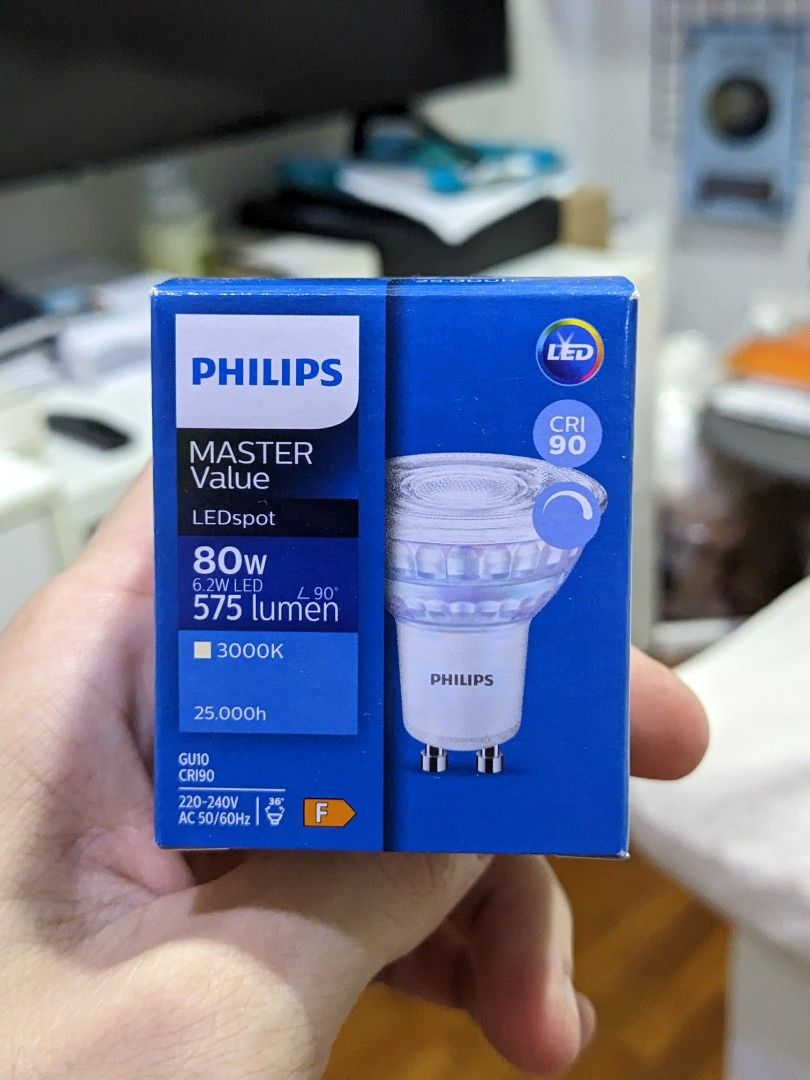 PHILIPS
MASTER
Value
LEDspot
80W
6.2W LED ∠ 90°
575 lumen
3000K
25.000h
GU10
CRI90
220-240V
AC 50/60Hz
36°
F
LED
CRI
90
PHILIPS